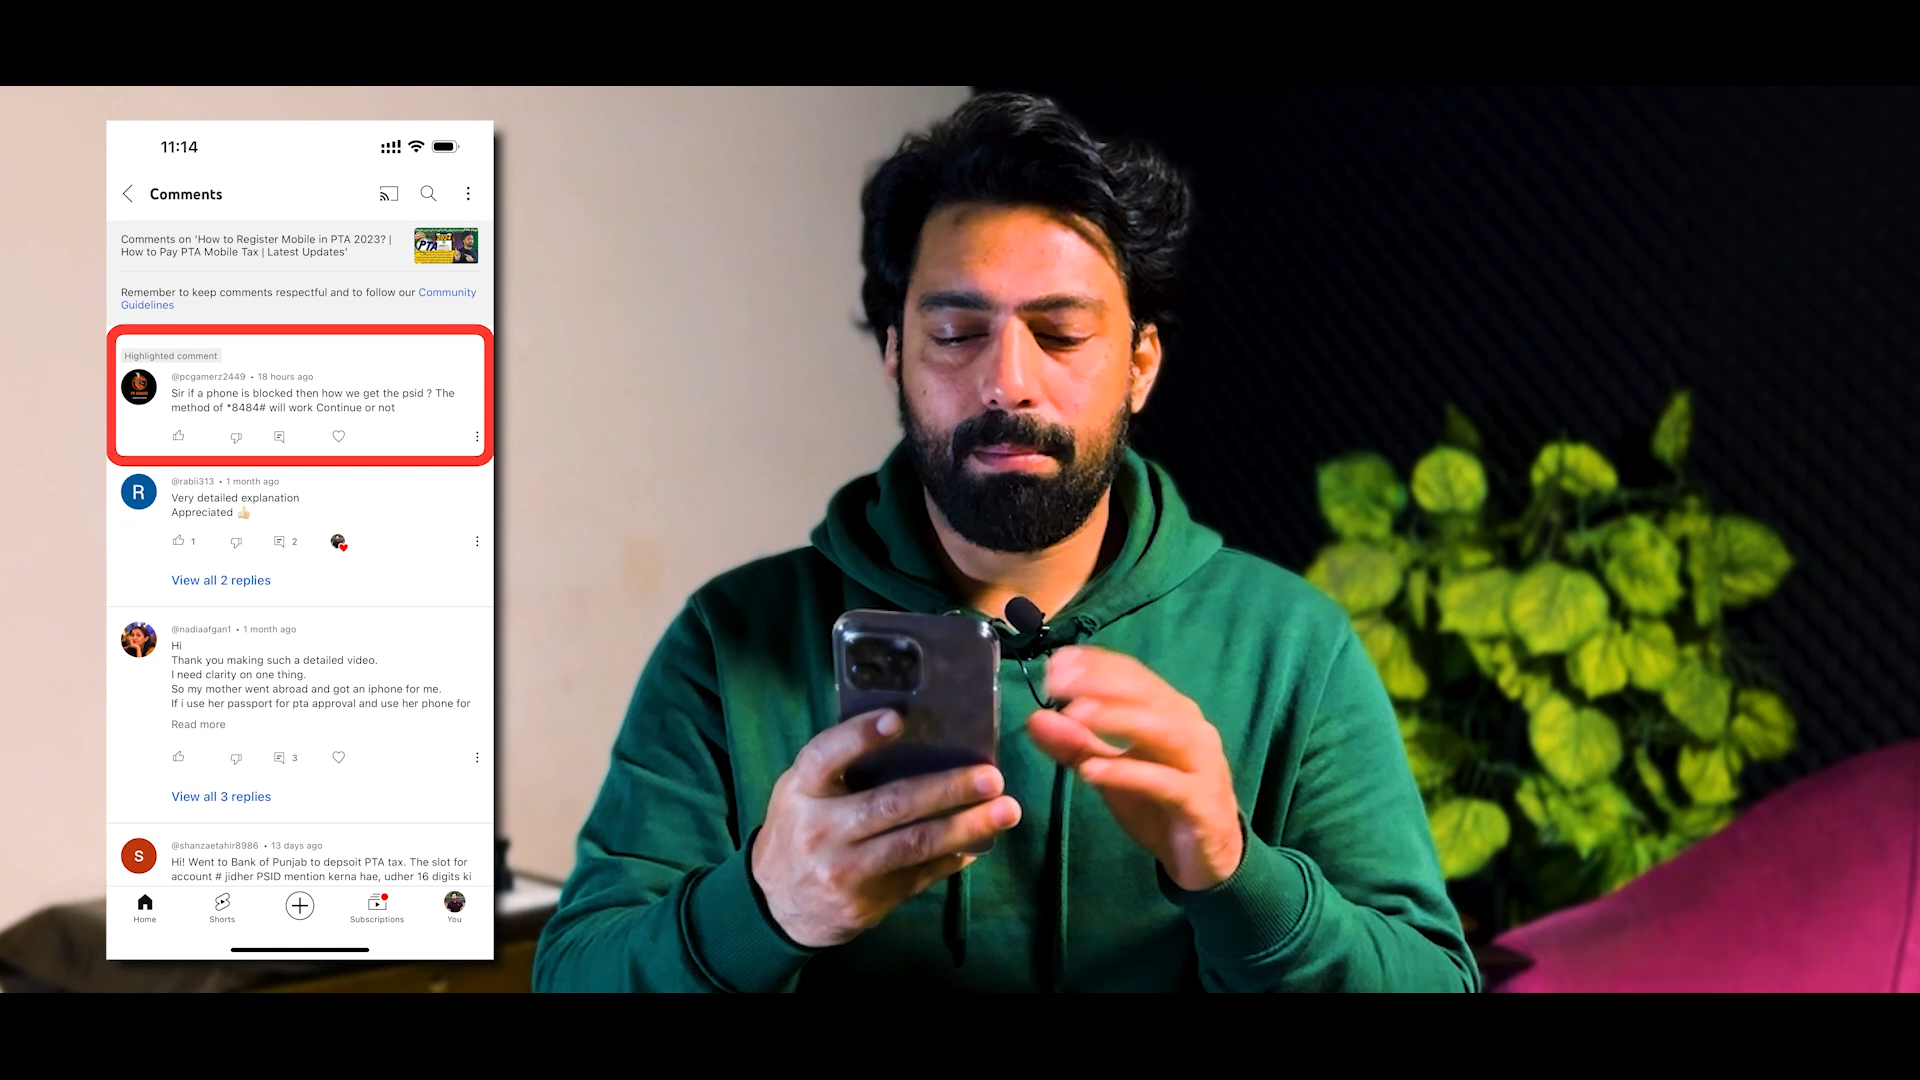 11:14
Comments
Comments on ‘How to Register Mobile in PTA 2023? |
How to Pay PTA Mobile Tax | Latest Updates’
PTA
Remember to keep comments respectful and to follow our Community
Guidelines
Highlighted comment
@pcgamerz2449 • 18 hours ago
Sir if a phone is blocked then how we get the psid ? The
method of *8484# will work Continue or not
R
@rabii313 • 1 month ago
Very detailed explanation
Appreciated 👍🏻
1
2
View all 2 replies
@nadiaafgan1 • 1 month ago
Hi
Thank you making such a detailed video.
I need clarity on one thing.
So my mother went abroad and got an iphone for me.
If i use her passport for pta approval and use her phone for
Read more
3
View all 3 replies
S
@shanzaetahir8986 • 13 days ago
Hi! Went to Bank of Punjab to depsoit PTA tax. The slot for
account # jidher PSID mention kerna hae, udher 16 digits ki
Home
Shorts
Subscriptions
You